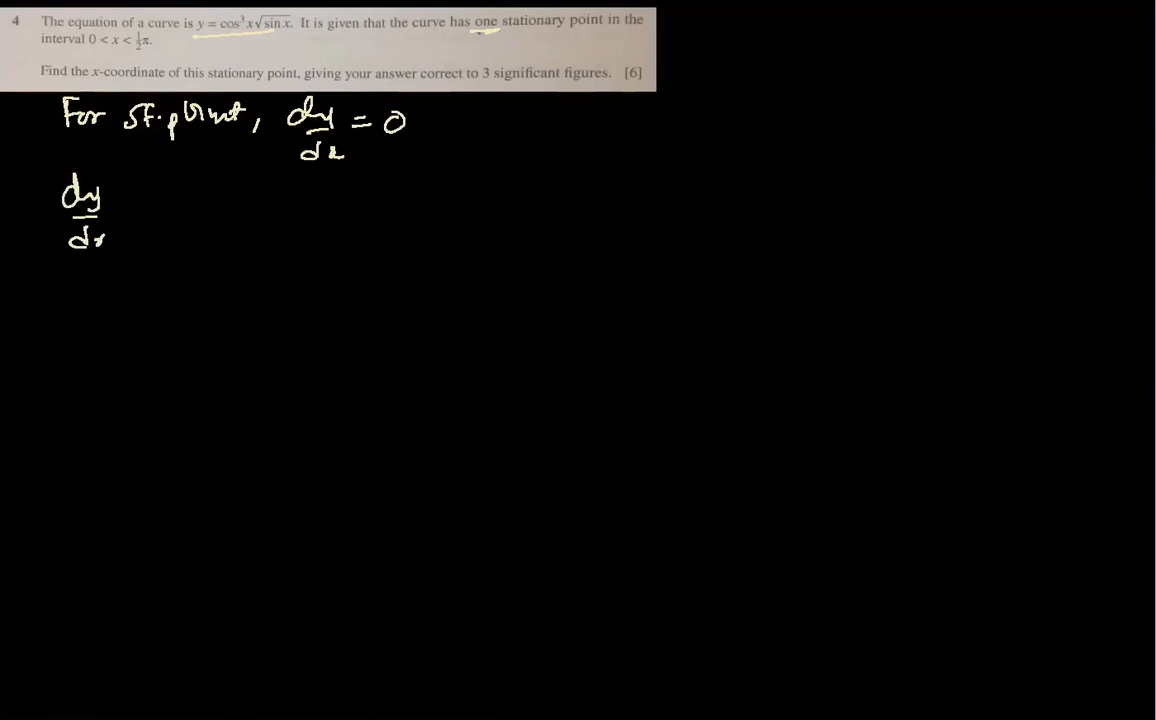 4 The equation of a curve is y = cos³x√sin x. It is given that the curve has one stationary point in the
interval 0 < x < ½π.
Find the x-coordinate of this stationary point, giving your answer correct to 3 significant figures. [6]
For st. point, dy/dx = 0
dy/dx